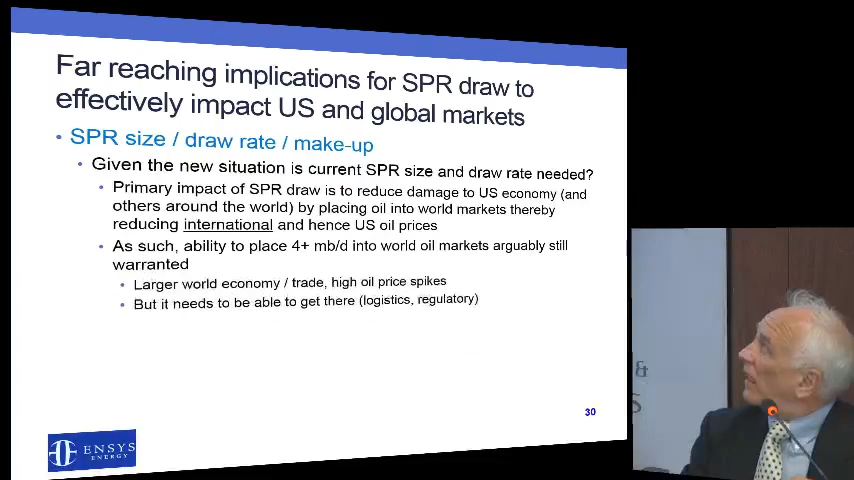 Far reaching implications for SPR draw to
effectively impact US and global markets
• SPR size / draw rate / make-up
• Given the new situation is current SPR size and draw rate needed?
• Primary impact of SPR draw is to reduce damage to US economy (and
others around the world) by placing oil into world markets thereby
reducing international and hence US oil prices
• As such, ability to place 4+ mb/d into world oil markets arguably still
warranted
• Larger world economy / trade, high oil price spikes
• But it needs to be able to get there (logistics, regulatory)
30
ENSYS
ENERGY
&
S